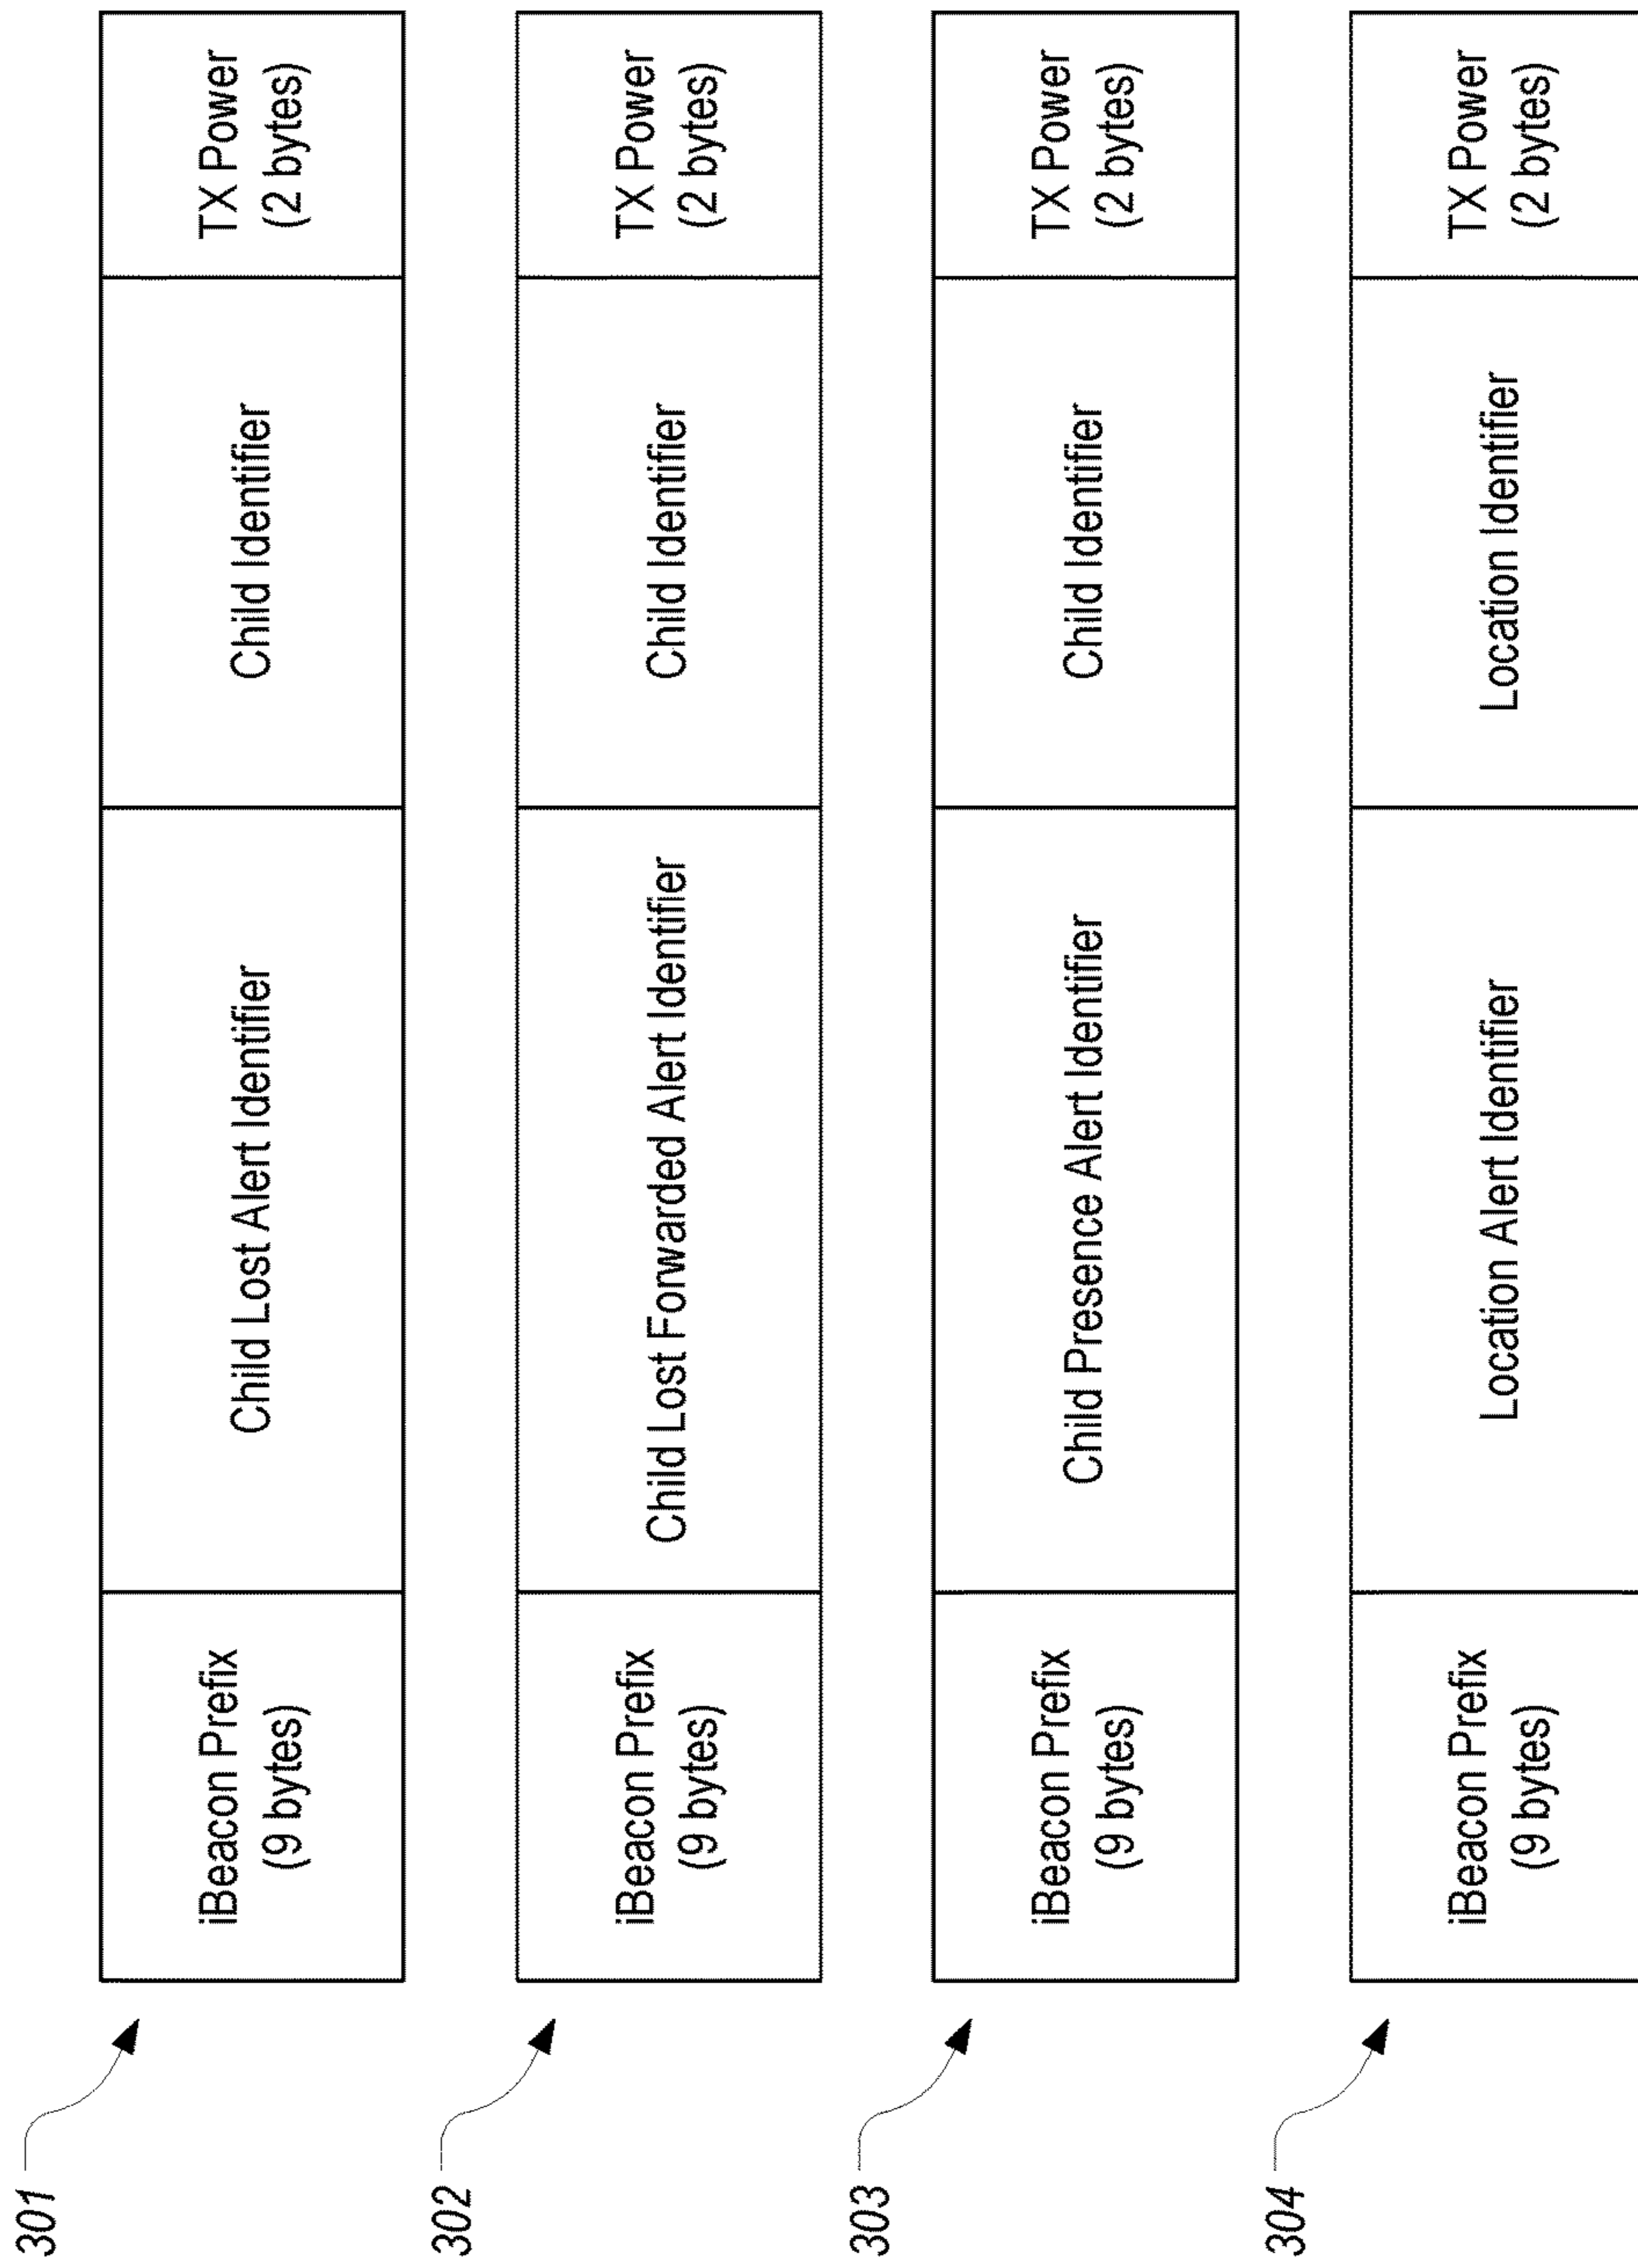 301
iBeacon Prefix
(9 bytes)
Child Lost Alert Identifier
Child Identifier
TX Power
(2 bytes)
302
iBeacon Prefix
(9 bytes)
Child Lost Forwarded Alert Identifier
Child Identifier
TX Power
(2 bytes)
303
iBeacon Prefix
(9 bytes)
Child Presence Alert Identifier
Child Identifier
TX Power
(2 bytes)
304
iBeacon Prefix
(9 bytes)
Location Alert Identifier
Location Identifier
TX Power
(2 bytes)